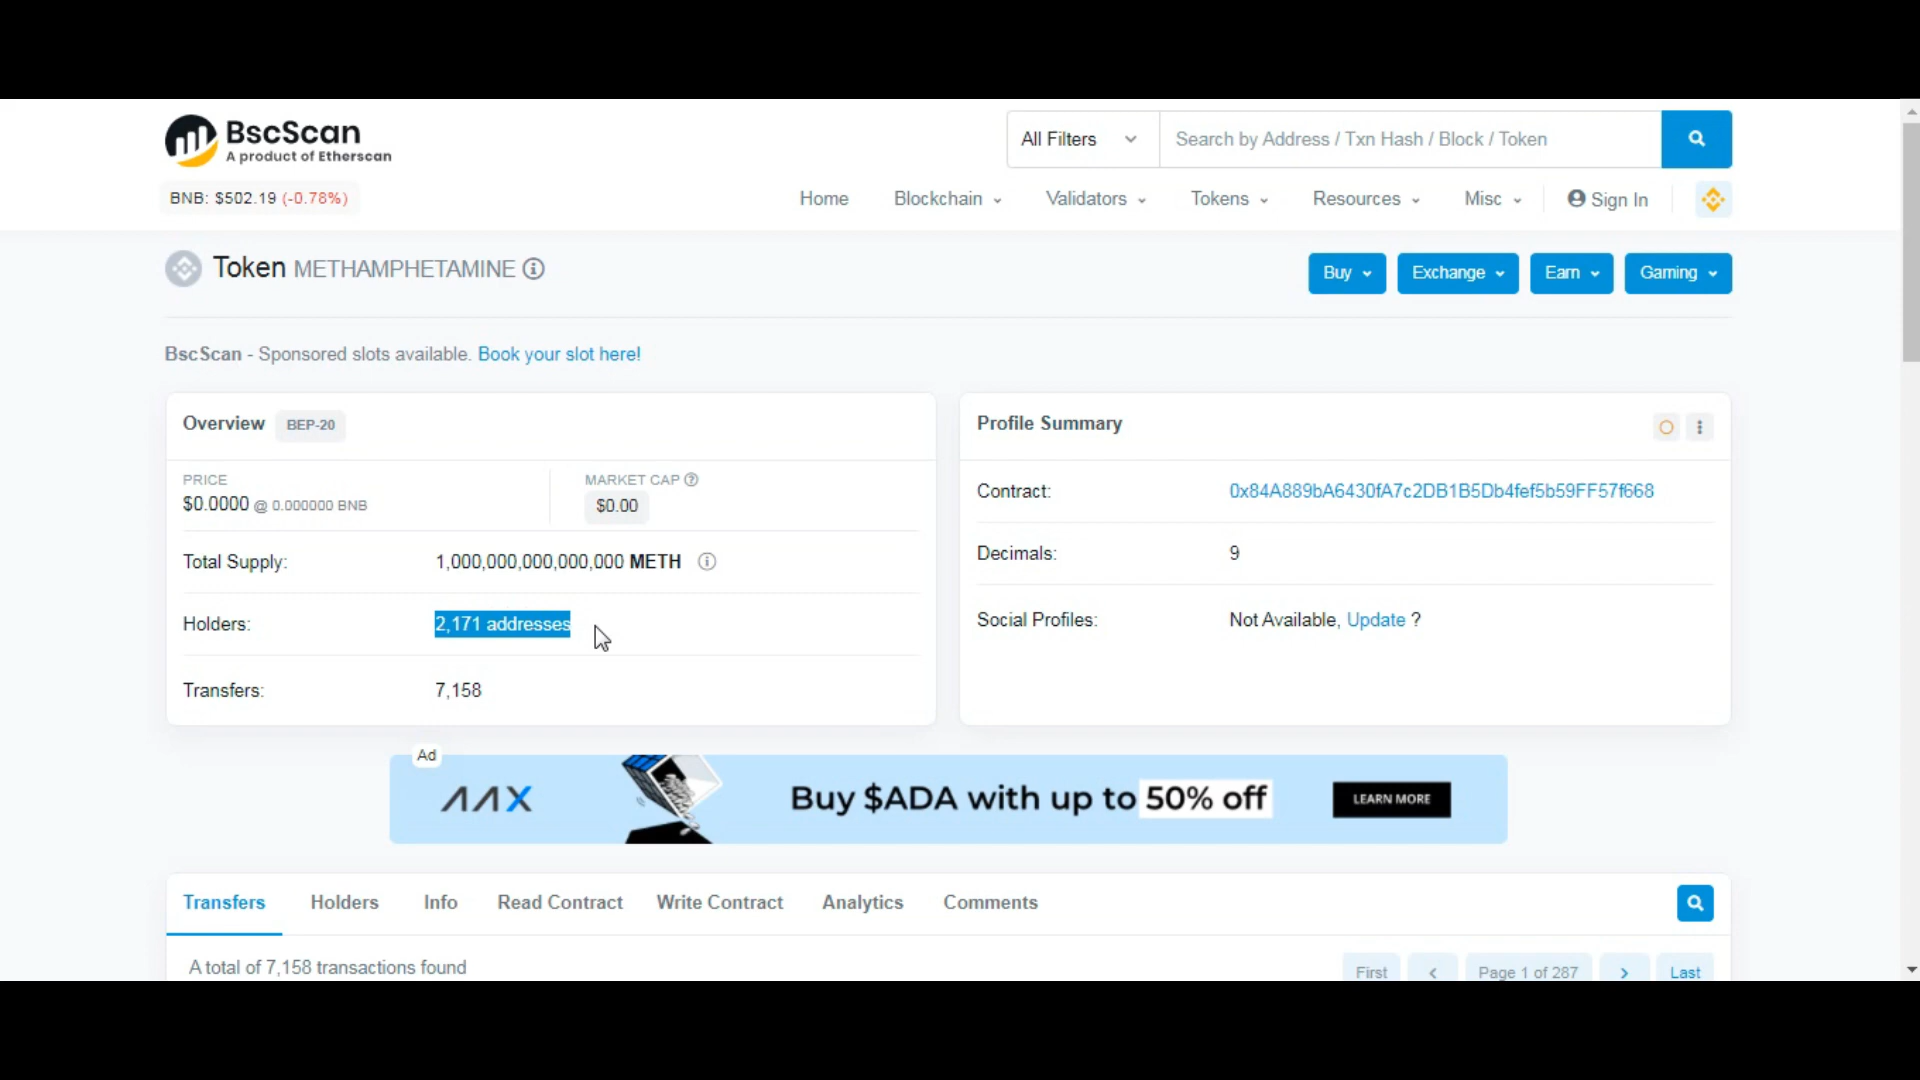 BscScan
A product of Etherscan
All Filters
Search by Address / Txn Hash / Block / Token
BNB: $502.19 (-0.78%)
Home Blockchain Validators Tokens Resources Misc Sign In
Token METHAMPHETAMINE
Buy Exchange Earn Gaming
BscScan - Sponsored slots available. Book your slot here!
Overview BEP-20
PRICE
$0.0000 @ 0.000000 BNB
MARKET CAP
$0.00
Total Supply: 1,000,000,000,000,000 METH
Holders: 2,171 addresses
Transfers: 7,158
Profile Summary
Contract: 0x84A889bA6430fA7c2DB1B5Db4fef5b59FF57f668
Decimals: 9
Social Profiles: Not Available, Update ?
Ad
AAX
Buy $ADA with up to 50% off
LEARN MORE
Transfers Holders Info Read Contract Write Contract Analytics Comments
A total of 7,158 transactions found
First Page 1 of 287 Last